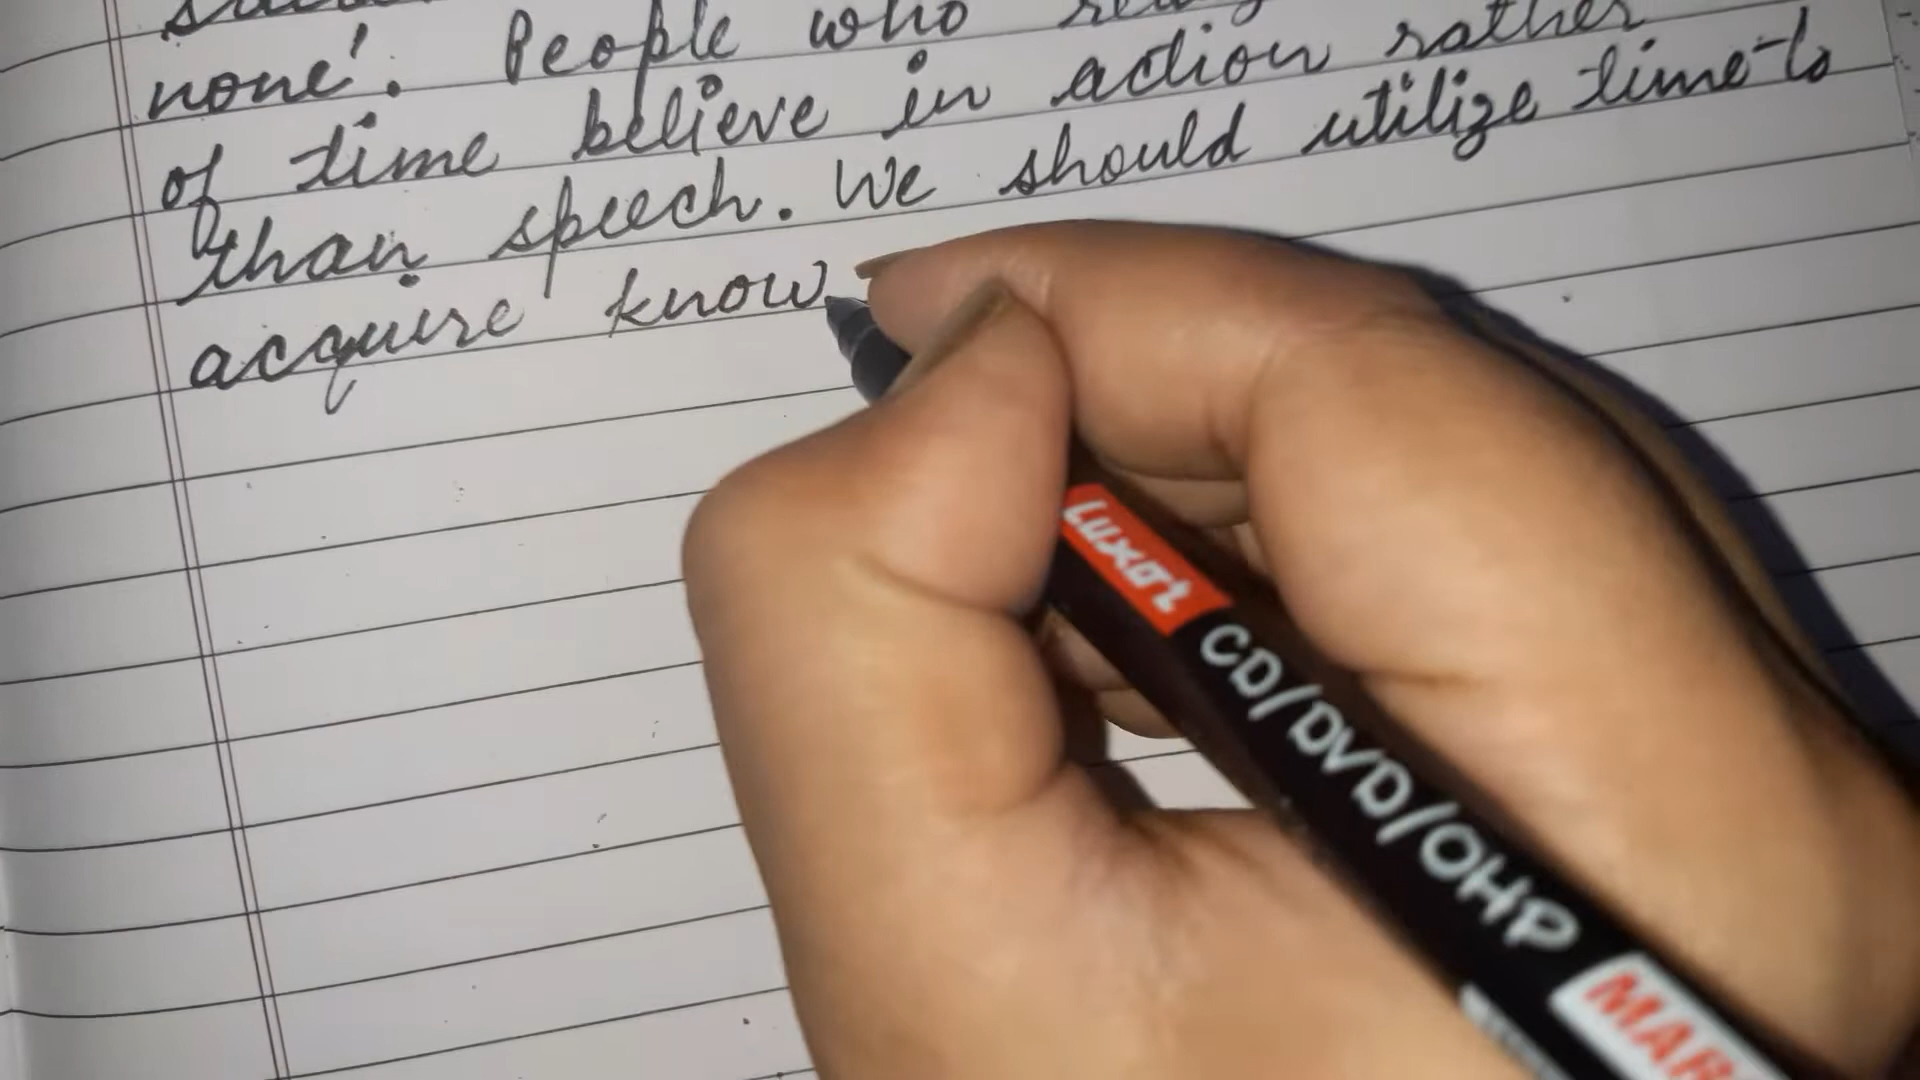 none'. People who
of time believe in action rather
than speech. We should utilize time to
acquire know
Luxor
CD/DVD/OHP
MAR